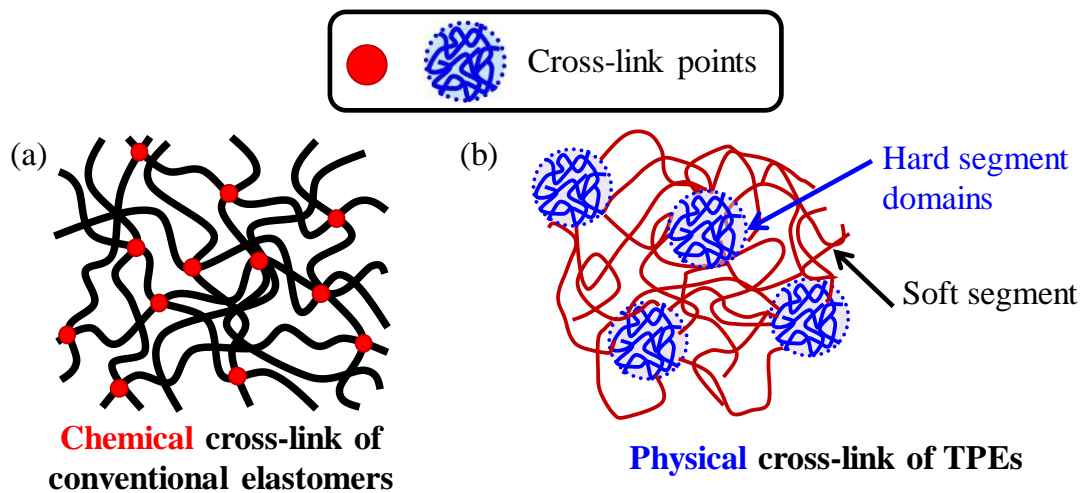 Cross-link points
(a)
(b)
Hard segment
domains
Soft segment
Chemical cross-link of
conventional elastomers
Physical cross-link of TPEs